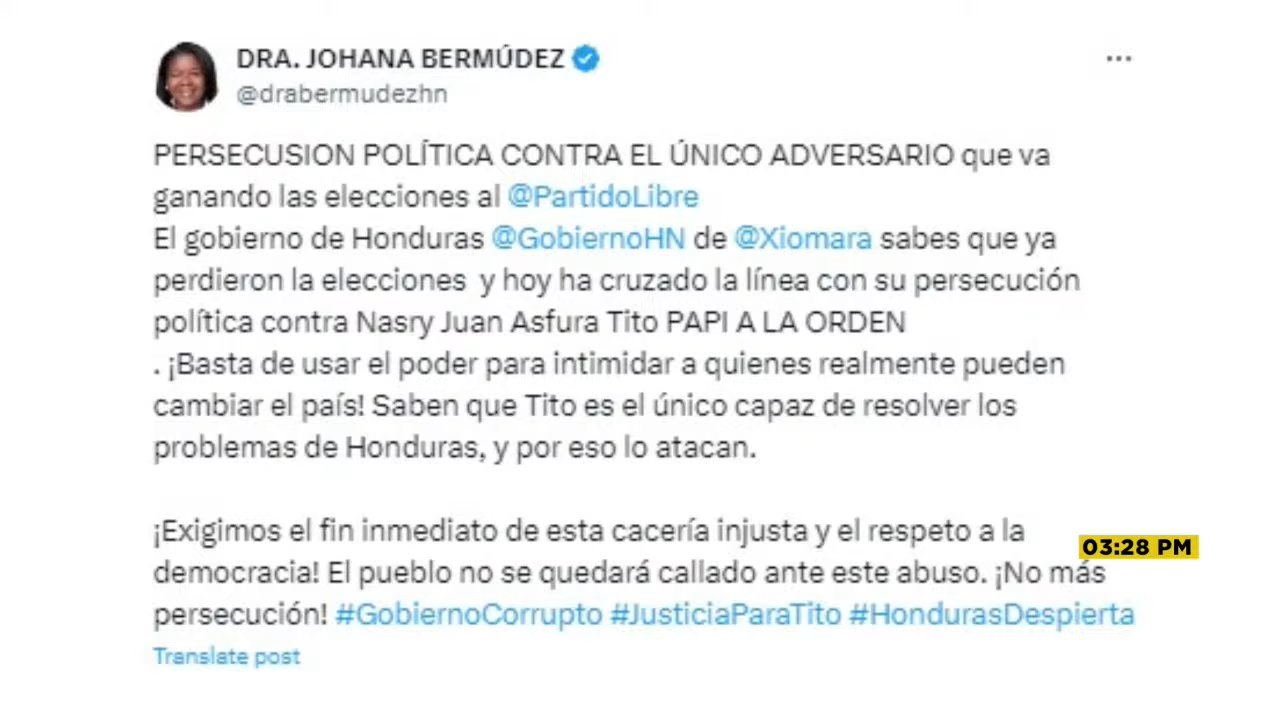 DRA. JOHANA BERMÚDEZ
@drabermudezhn
PERSECUSION POLÍTICA CONTRA EL ÚNICO ADVERSARIO que va
ganando las elecciones al @PartidoLibre
El gobierno de Honduras @GobiernoHN de @Xiomara sabes que ya
perdieron la elecciones y hoy ha cruzado la línea con su persecución
política contra Nasry Juan Asfura Tito PAPI A LA ORDEN
. ¡Basta de usar el poder para intimidar a quienes realmente pueden
cambiar el país! Saben que Tito es el único capaz de resolver los
problemas de Honduras, y por eso lo atacan.
¡Exigimos el fin inmediato de esta cacería injusta y el respeto a la
03:28 PM
democracia! El pueblo no se quedará callado ante este abuso. ¡No más
persecución! #GobiernoCorrupto #JusticiaParaTito #HondurasDespierta
Translate post